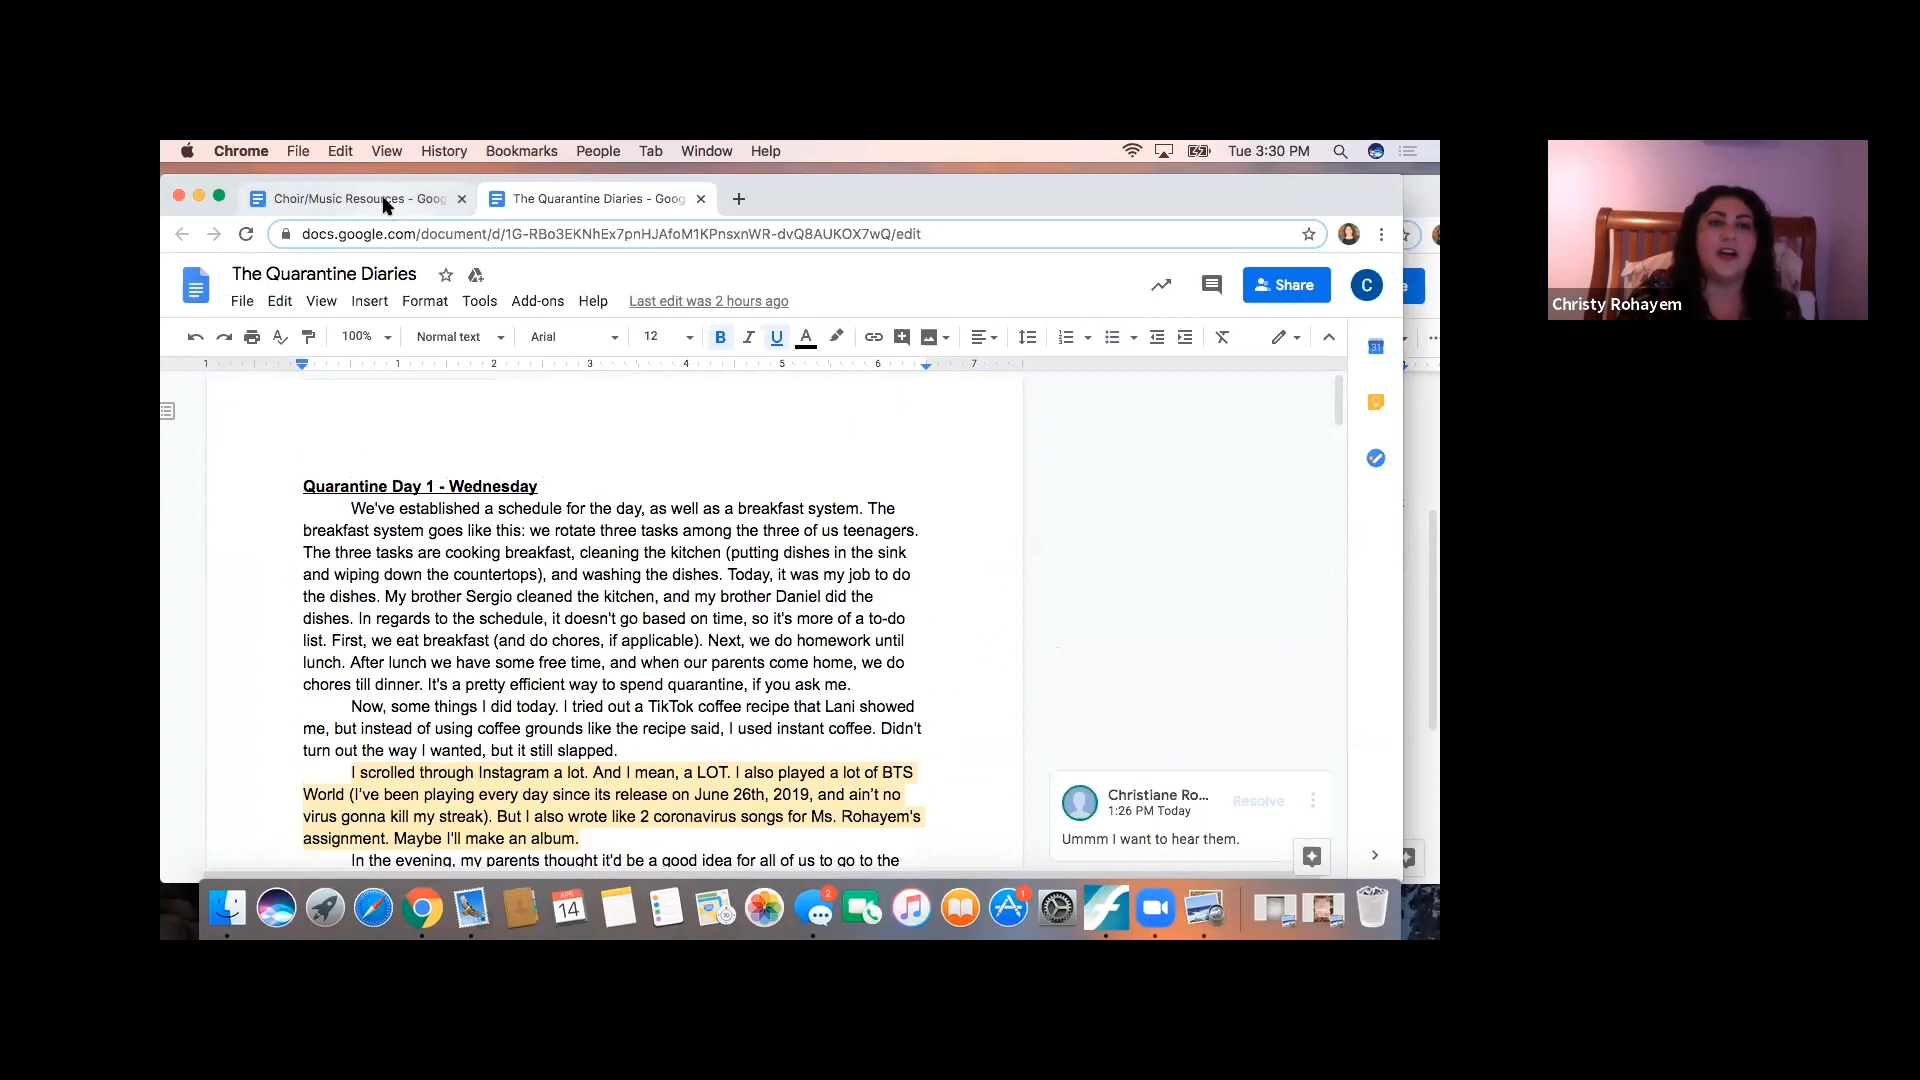 Chrome File Edit View History Bookmarks People Tab Window Help Tue 3:30 PM
Choir/Music Resources - Goog The Quarantine Diaries - Goog
docs.google.com/document/d/1G-RBo3EKNhEx7pnHJAfoM1KPnsxnWR-dvQ8AUKOX7wQ/edit
The Quarantine Diaries
Share
C
File Edit View Insert Format Tools Add-ons Help Last edit was 2 hours ago
100% Normal text Arial 12 B I U A
1 1 2 3 4 5 6 7
31
Quarantine Day 1 - Wednesday
We've established a schedule for the day, as well as a breakfast system. The
breakfast system goes like this: we rotate three tasks among the three of us teenagers.
The three tasks are cooking breakfast, cleaning the kitchen (putting dishes in the sink
and wiping down the countertops), and washing the dishes. Today, it was my job to do
the dishes. My brother Sergio cleaned the kitchen, and my brother Daniel did the
dishes. In regards to the schedule, it doesn't go based on time, so it's more of a to-do
list. First, we eat breakfast (and do chores, if applicable). Next, we do homework until
lunch. After lunch we have some free time, and when our parents come home, we do
chores till dinner. It's a pretty efficient way to spend quarantine, if you ask me.
Now, some things I did today. I tried out a TikTok coffee recipe that Lani showed
me, but instead of using coffee grounds like the recipe said, I used instant coffee. Didn't
turn out the way I wanted, but it still slapped.
I scrolled through Instagram a lot. And I mean, a LOT. I also played a lot of BTS
World (I've been playing every day since its release on June 26th, 2019, and ain't no
virus gonna kill my streak). But I also wrote like 2 coronavirus songs for Ms. Rohayem's
assignment. Maybe I'll make an album.
In the evening, my parents thought it'd be a good idea for all of us to go to the
Christiane Ro...
Resolve
1:26 PM Today
Ummm I want to hear them.
APR
14
2
1
Christy Rohayem